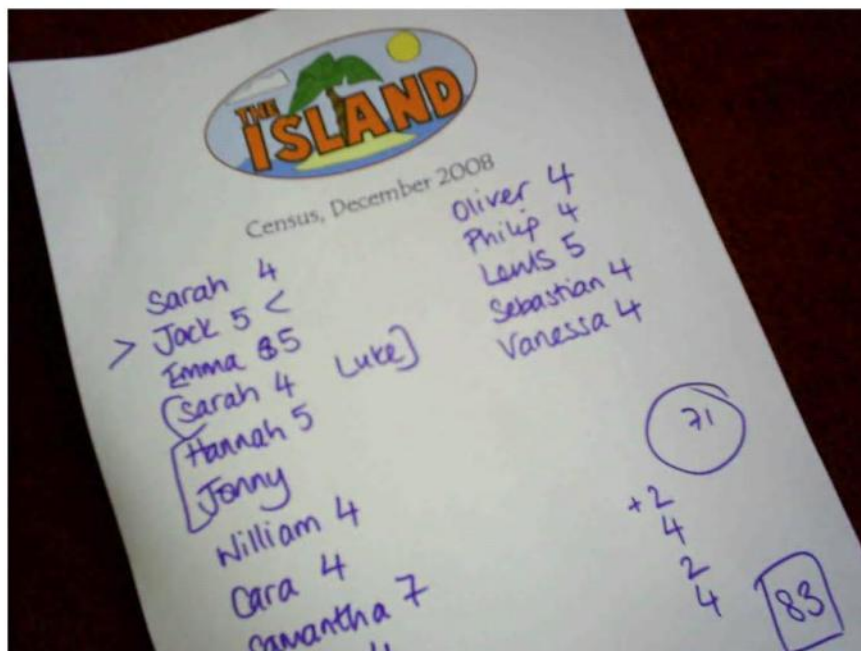 THE
ISLAND
Census, December 2008
Sarah 4
> Jack 5 <
Emma 5
(Sarah 4 Luke]
Hannah 5
Jonny
William 4
Cara 4
Samantha 7
4
Oliver 4
Philip 4
Lewis 5
Sebastian 4
Vanessa 4
71
+2
4
2
4
83